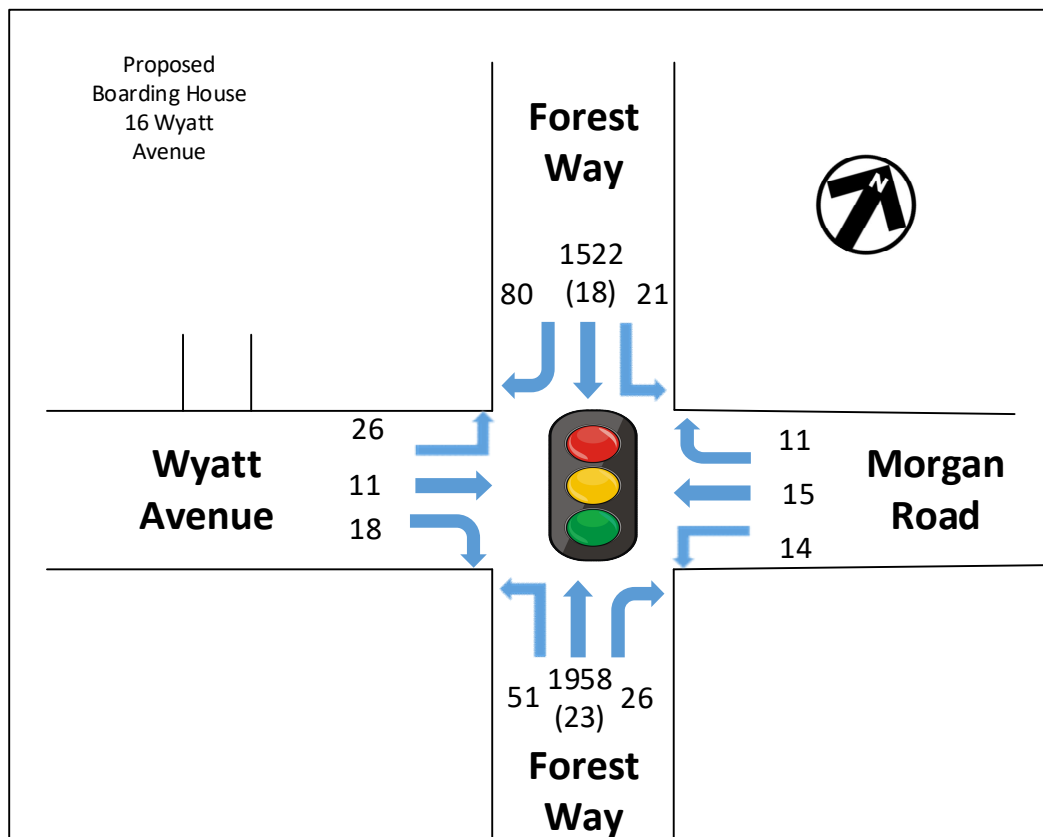 Proposed
Boarding House
16 Wyatt
Avenue
Forest
Way
N
1522
80 (18) 21
26
11
18
Wyatt
Avenue
11
15
14
Morgan
Road
51 1958 26
(23)
Forest
Way